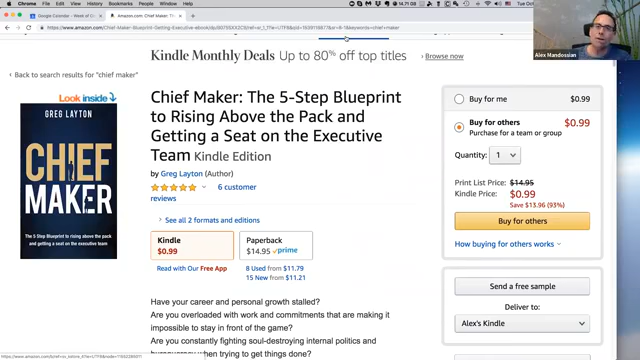 Chrome File Edit View History Bookmarks People Window Help
Google Calendar - Week of
Amazon.com: Chief Maker: T
Kindle Monthly Deals Up to 80% off top titles
Browse now
Alex Mandossian
Back to search results for "chief maker"
Look inside
GREG LAYTON
CHIEF
MAKER
The 5 Step Blueprint to rising above the pack
and getting a seat on the executive team
Chief Maker: The 5-Step Blueprint
to Rising Above the Pack and
Getting a Seat on the Executive
Team Kindle Edition
by Greg Layton (Author)
6 customer
reviews
See all 2 formats and editions
Kindle
$0.99
Paperback
$14.95 prime
Read with Our Free App
8 Used from $11.79
15 New from $11.21
Have your career and personal growth stalled?
Are you overloaded with work and commitments that are making it
impossible to stay in front of the game?
Are you constantly fighting soul-destroying internal politics and
bureaucracy when trying to get things done?
Buy for me $0.99
Buy for others $0.99
Purchase for a team or group
Quantity: 1
Print List Price: $14.95
Kindle Price: $0.99
Save $13.96 (93%)
Buy for others
How buying for others works
Send a free sample
Deliver to:
Alex's Kindle